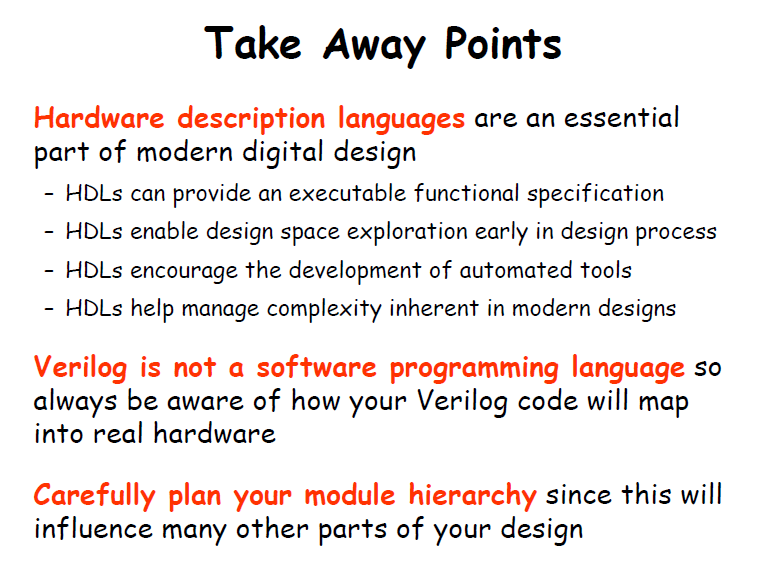 Take Away Points
Hardware description languages are an essential
part of modern digital design
– HDLs can provide an executable functional specification
– HDLs enable design space exploration early in design process
– HDLs encourage the development of automated tools
– HDLs help manage complexity inherent in modern designs
Verilog is not a software programming language so
always be aware of how your Verilog code will map
into real hardware
Carefully plan your module hierarchy since this will
influence many other parts of your design